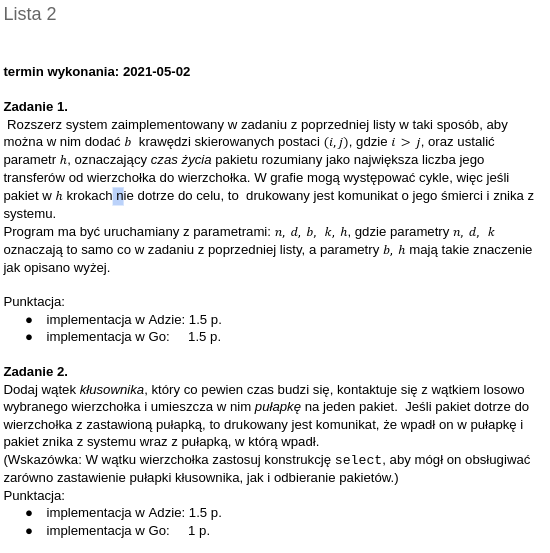 Lista 2
termin wykonania: 2021-05-02
Zadanie 1.
Rozszerz system zaimplementowany w zadaniu z poprzedniej listy w taki sposób, aby
można w nim dodać b krawędzi skierowanych postaci (i, j), gdzie i > j, oraz ustalić
parametr h, oznaczający czas życia pakietu rozumiany jako największa liczba jego
transferów od wierzchołka do wierzchołka. W grafie mogą występować cykle, więc jeśli
pakiet w h krokach nie dotrze do celu, to drukowany jest komunikat o jego śmierci i znika z
systemu.
Program ma być uruchamiany z parametrami: n, d, b, k, h, gdzie parametry n, d, k
oznaczają to samo co w zadaniu z poprzedniej listy, a parametry b, h mają takie znaczenie
jak opisano wyżej.
Punktacja:
● implementacja w Adzie: 1.5 p.
● implementacja w Go: 1.5 p.
Zadanie 2.
Dodaj wątek kłusownika, który co pewien czas budzi się, kontaktuje się z wątkiem losowo
wybranego wierzchołka i umieszcza w nim pułapkę na jeden pakiet. Jeśli pakiet dotrze do
wierzchołka z zastawioną pułapką, to drukowany jest komunikat, że wpadł on w pułapkę i
pakiet znika z systemu wraz z pułapką, w którą wpadł.
(Wskazówka: W wątku wierzchołka zastosuj konstrukcję select, aby mógł on obsługiwać
zarówno zastawienie pułapki kłusownika, jak i odbieranie pakietów.)
Punktacja:
● implementacja w Adzie: 1.5 p.
● implementacja w Go: 1 p.